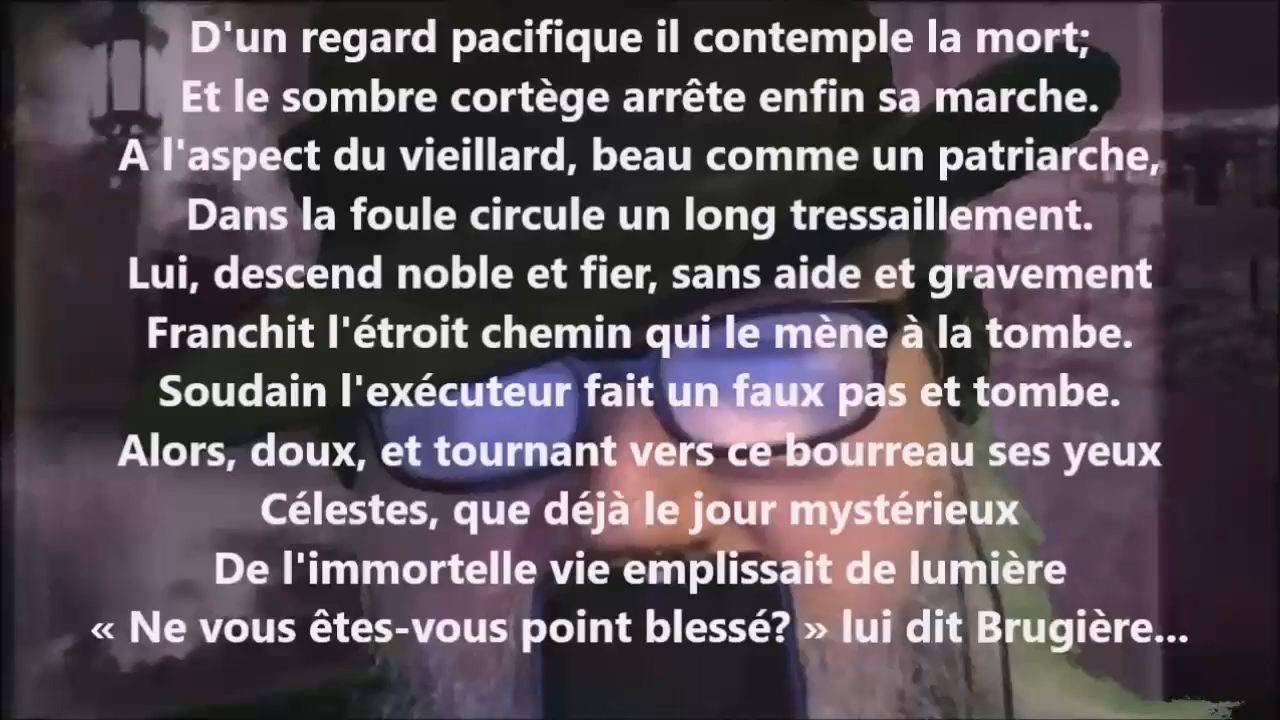 D'un regard pacifique il contemple la mort;
Et le sombre cortège arrête enfin sa marche.
A l'aspect du vieillard, beau comme un patriarche,
Dans la foule circule un long tressaillement.
Lui, descend noble et fier, sans aide et gravement
Franchit l'étroit chemin qui le mène à la tombe.
Soudain l'exécuteur fait un faux pas et tombe.
Alors, doux, et tournant vers ce bourreau ses yeux
Célestes, que déjà le jour mystérieux
De l'immortelle vie emplissait de lumière
« Ne vous êtes-vous point blessé? » lui dit Brugière...